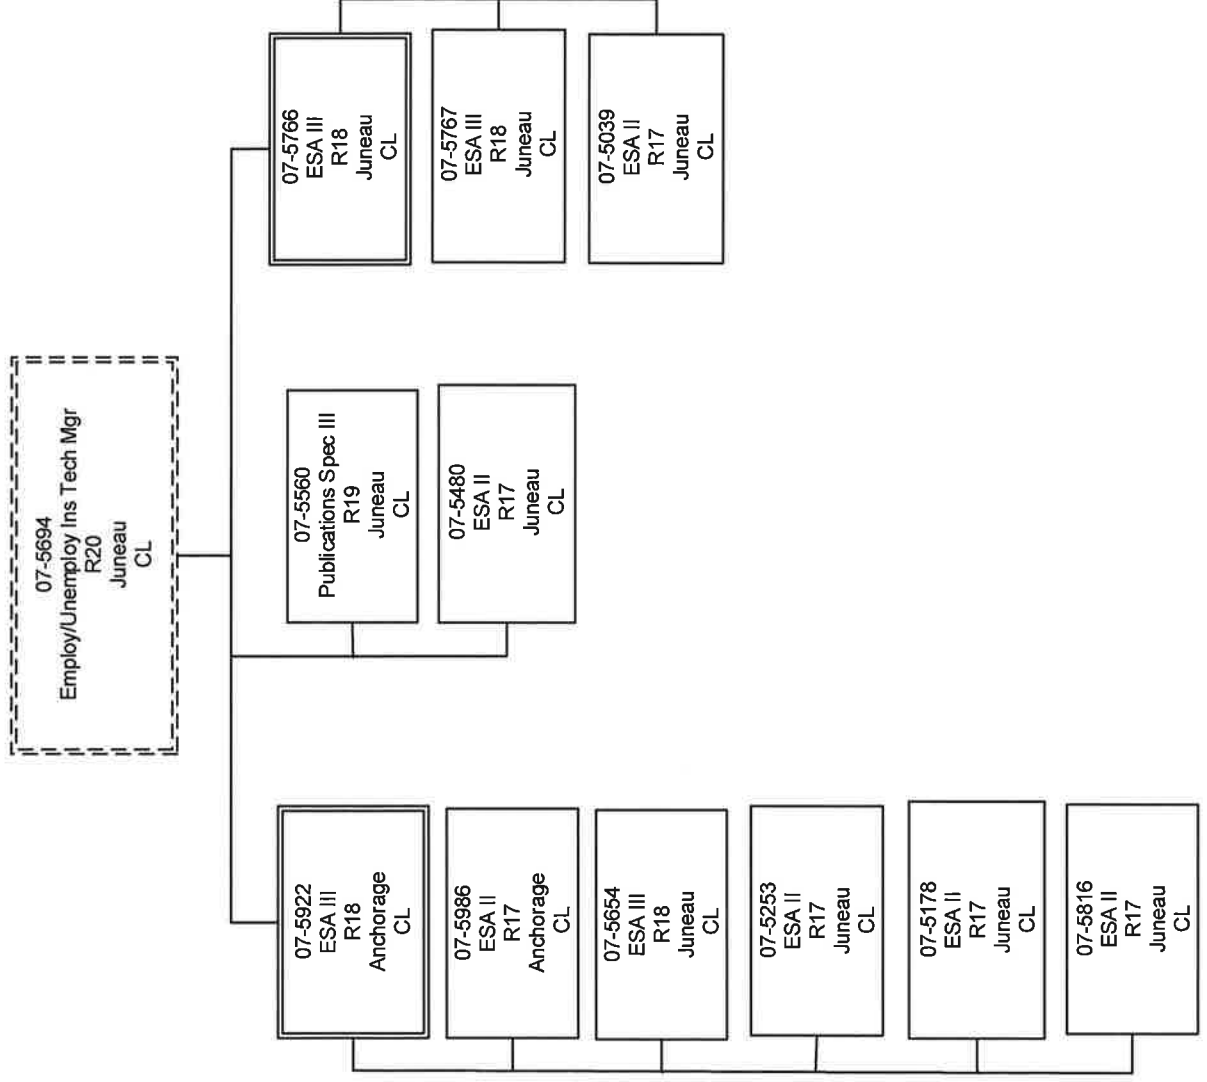 07-5694
Employ/Unemploy Ins Tech Mgr
R20
Juneau
CL
07-5922
ESA III
R18
Anchorage
CL
07-5986
ESA II
R17
Anchorage
CL
07-5654
ESA III
R18
Juneau
CL
07-5253
ESA II
R17
Juneau
CL
07-5178
ESA II
R17
Juneau
CL
07-5816
ESA II
R17
Juneau
CL
07-5560
Publications Spec III
R19
Juneau
CL
07-5480
ESA II
R17
Juneau
CL
07-5766
ESA III
R18
Juneau
CL
07-5767
ESA III
R18
Juneau
CL
07-5039
ESA II
R17
Juneau
CL